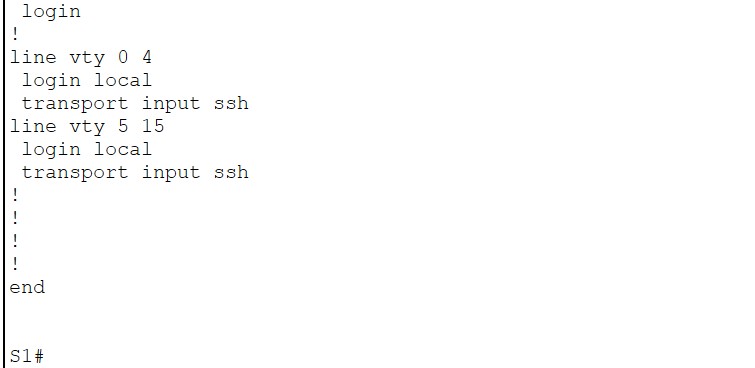 login
!
line vty 0 4
 login local
 transport input ssh
line vty 5 15
 login local
 transport input ssh
!
!
!
!
end
S1#